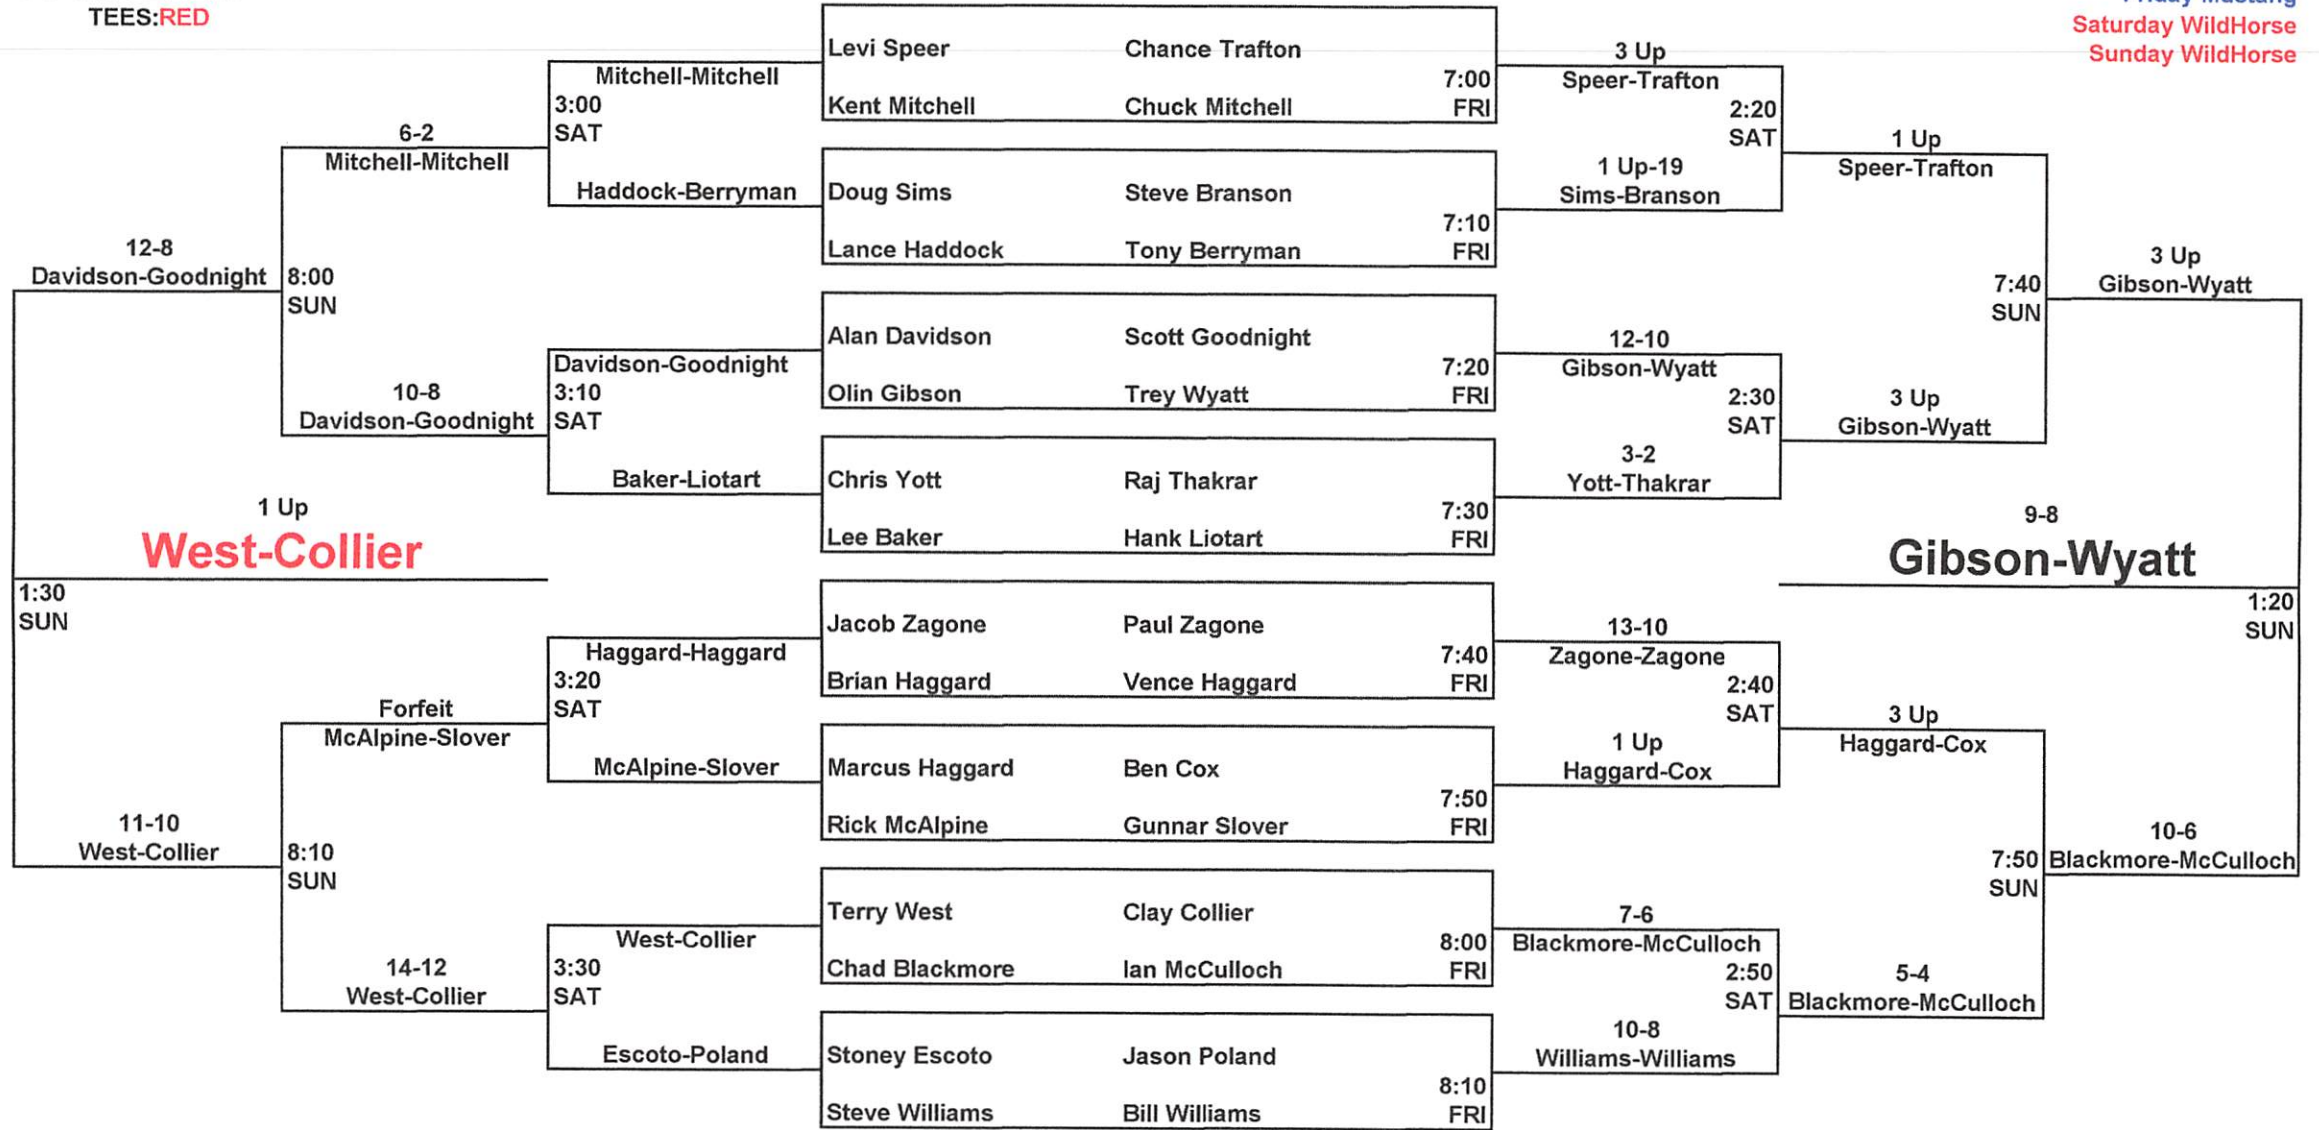 TEES:RED
Friday Mustang
Saturday WildHorse
Sunday WildHorse
Levi Speer Chance Trafton
7:00
Kent Mitchell Chuck Mitchell FRI
Doug Sims Steve Branson
7:10
Lance Haddock Tony Berryman FRI
Alan Davidson Scott Goodnight
7:20
Olin Gibson Trey Wyatt FRI
Chris Yott Raj Thakrar
7:30
Lee Baker Hank Liotart FRI
Jacob Zagone Paul Zagone
7:40
Brian Haggard Vence Haggard FRI
Marcus Haggard Ben Cox
7:50
Rick McAlpine Gunnar Slover FRI
Terry West Clay Collier
8:00
Chad Blackmore Ian McCulloch FRI
Stoney Escoto Jason Poland
8:10
Steve Williams Bill Williams FRI
Mitchell-Mitchell
3:00
SAT
Haddock-Berryman
Davidson-Goodnight
3:10
SAT
Baker-Liotart
Haggard-Haggard
3:20
SAT
McAlpine-Slover
West-Collier
3:30
SAT
Escoto-Poland
6-2
Mitchell-Mitchell
8:00
SUN
10-8
Davidson-Goodnight
Forfeit
McAlpine-Slover
8:10
SUN
14-12
West-Collier
12-8
Davidson-Goodnight
1 Up
West-Collier
1:30
SUN
11-10
West-Collier
3 Up
Speer-Trafton
2:20
SAT
1 Up-19
Sims-Branson
12-10
Gibson-Wyatt
2:30
SAT
3-2
Yott-Thakrar
13-10
Zagone-Zagone
2:40
SAT
1 Up
Haggard-Cox
7-6
Blackmore-McCulloch
2:50
SAT
10-8
Williams-Williams
1 Up
Speer-Trafton
7:40
SUN
3 Up
Gibson-Wyatt
3 Up
Haggard-Cox
7:50
SUN
5-4
Blackmore-McCulloch
3 Up
Gibson-Wyatt
9-8
Gibson-Wyatt
1:20
SUN
10-6
Blackmore-McCulloch